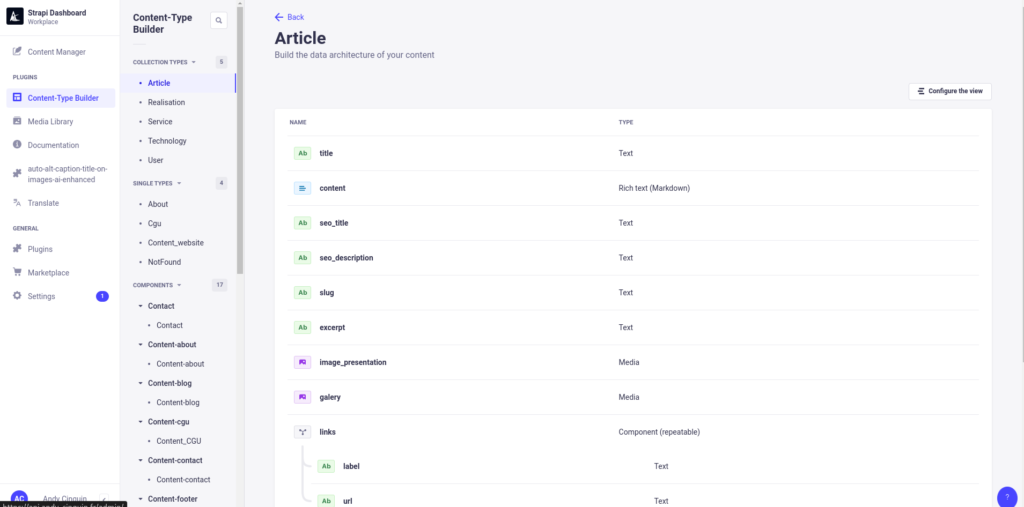 Strapi Dashboard
Workplace
Content Manager
PLUGINS
Content-Type Builder
Media Library
Documentation
auto-alt-caption-title-on-
images-ai-enhanced
Translate
GENERAL
Plugins
Marketplace
Settings
1
AC
Andy Cinquin
Content-Type
Builder
COLLECTION TYPES
5
Article
Realisation
Service
Technology
User
SINGLE TYPES
4
About
Cgu
Content_website
NotFound
COMPONENTS
17
Contact
Contact
Content-about
Content-about
Content-blog
Content-blog
Content-cgu
Content_CGU
Content-contact
Content-contact
Content-footer
Back
Article
Build the data architecture of your content
Configure the view
NAME TYPE
Ab title Text
content Rich text (Markdown)
Ab seo_title Text
Ab seo_description Text
Ab slug Text
Ab excerpt Text
image_presentation Media
galery Media
links Component (repeatable)
Ab label Text
Ab url Text
?